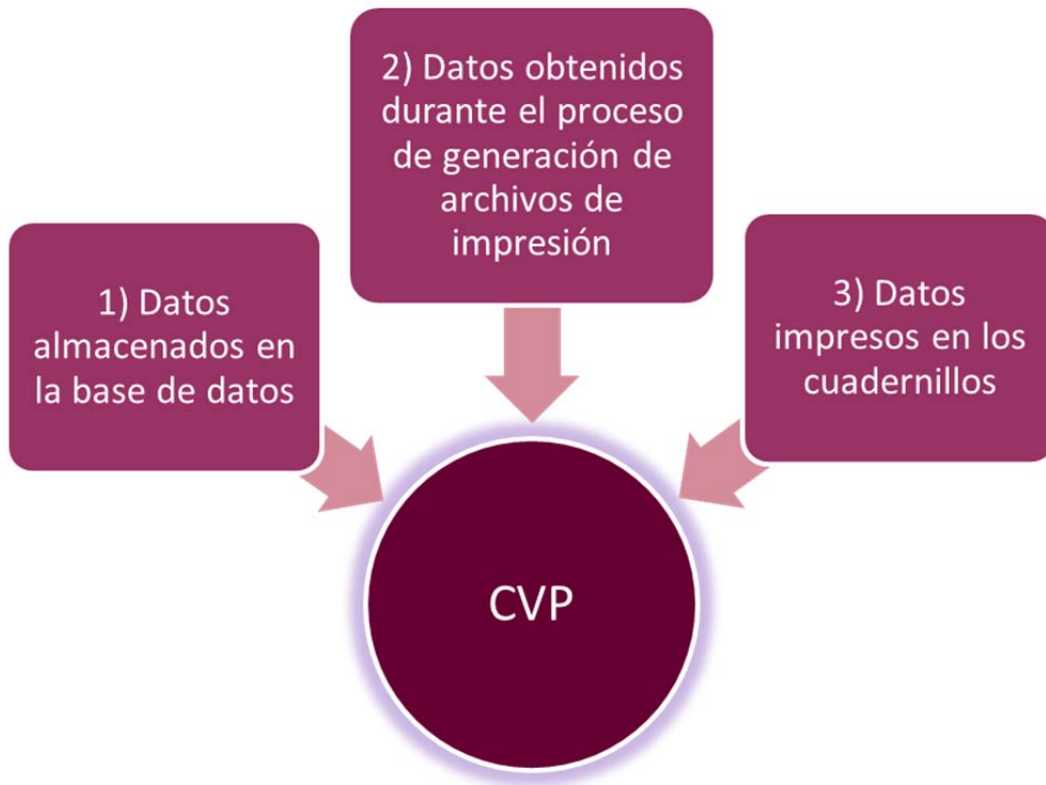 1) Datos
almacenados en
la base de datos
2) Datos obtenidos
durante el proceso
de generación de
archivos de
impresión
3) Datos
impresos en los
cuadernillos
CVP